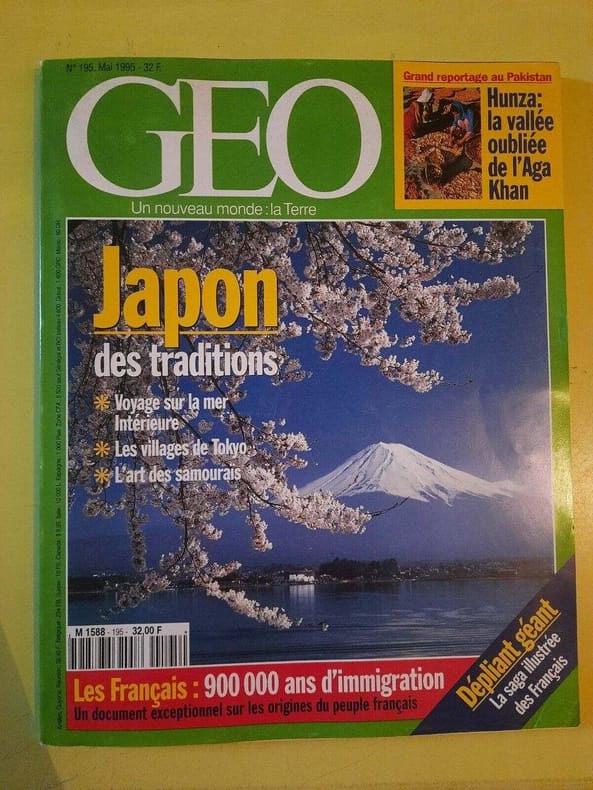 N° 195. Mai 1995 - 32 F.
GEO
Un nouveau monde : la Terre
Grand reportage au Pakistan
Hunza:
la vallée
oubliée
de l'Aga
Khan
Japon
des traditions
Voyage sur la mer
Intérieure
Les villages de Tokyo
L'art des samouraïs
M 1588 - 195 - 32,00 F
Les Français : 900 000 ans d'immigration
Un document exceptionnel sur les origines du peuple français
Dépliant géant
La saga illustrée
des Français